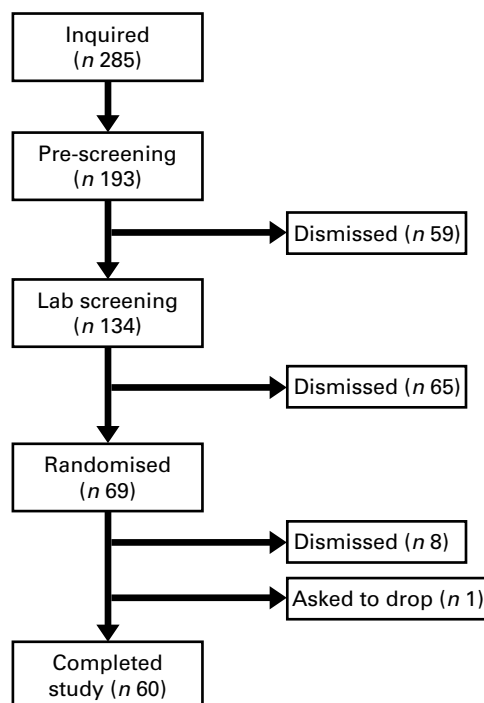 Inquired
(n 285)
Pre-screening
(n 193)
Dismissed (n 59)
Lab screening
(n 134)
Dismissed (n 65)
Randomised
(n 69)
Dismissed (n 8)
Asked to drop (n 1)
Completed
study (n 60)